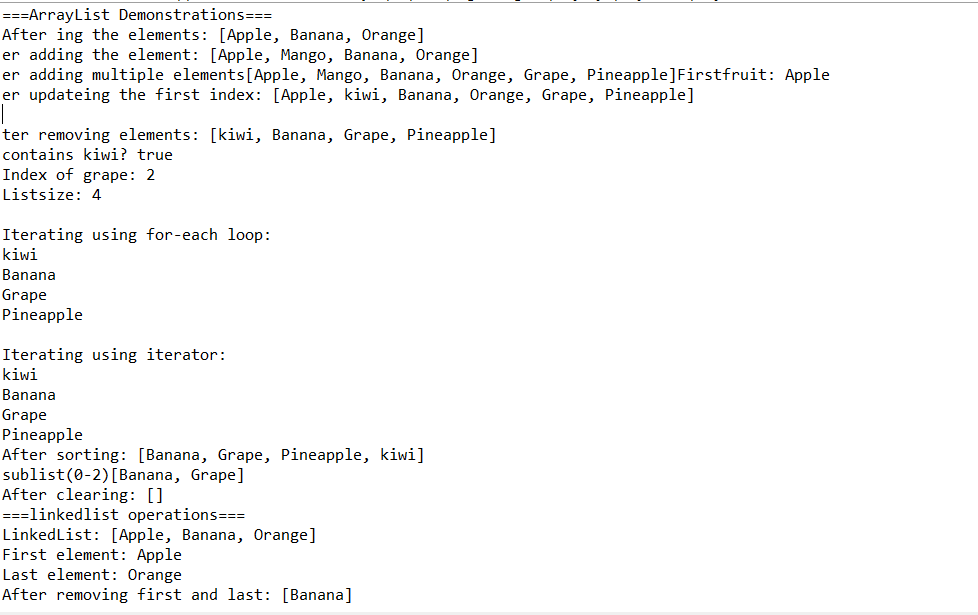 ===ArrayList Demonstrations===
After ing the elements: [Apple, Banana, Orange]
er adding the element: [Apple, Mango, Banana, Orange]
er adding multiple elements[Apple, Mango, Banana, Orange, Grape, Pineapple]Firstfruit: Apple
er updateing the first index: [Apple, kiwi, Banana, Orange, Grape, Pineapple]
ter removing elements: [kiwi, Banana, Grape, Pineapple]
contains kiwi? true
Index of grape: 2
Listsize: 4
Iterating using for-each loop:
kiwi
Banana
Grape
Pineapple
Iterating using iterator:
kiwi
Banana
Grape
Pineapple
After sorting: [Banana, Grape, Pineapple, kiwi]
sublist(0-2)[Banana, Grape]
After clearing: []
===linkedlist operations===
LinkedList: [Apple, Banana, Orange]
First element: Apple
Last element: Orange
After removing first and last: [Banana]